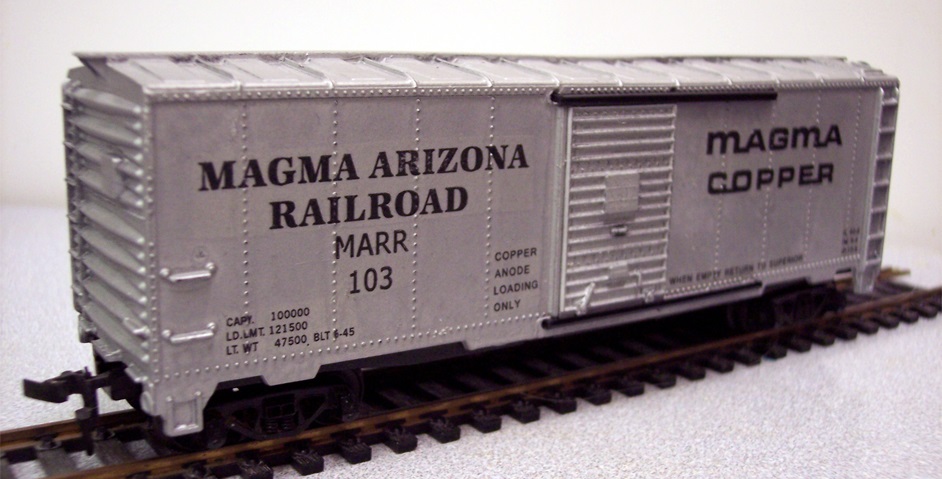 MAGMA ARIZONA
RAILROAD
MARR
103
CAPY. 100000
LD.LMT. 121500
LT. WT 47500, BLT 6-45
COPPER
ANODE
LOADING
ONLY
MAGMA
COPPER
WHEN EMPTY RETURN TO SUPERIOR